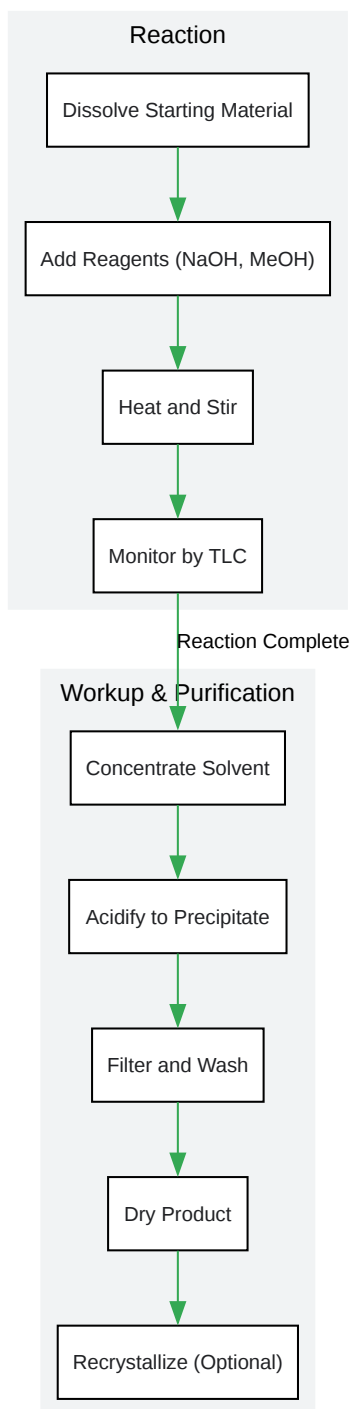 Reaction
Dissolve Starting Material
Add Reagents (NaOH, MeOH)
Heat and Stir
Monitor by TLC
Reaction Complete
Workup & Purification
Concentrate Solvent
Acidify to Precipitate
Filter and Wash
Dry Product
Recrystallize (Optional)